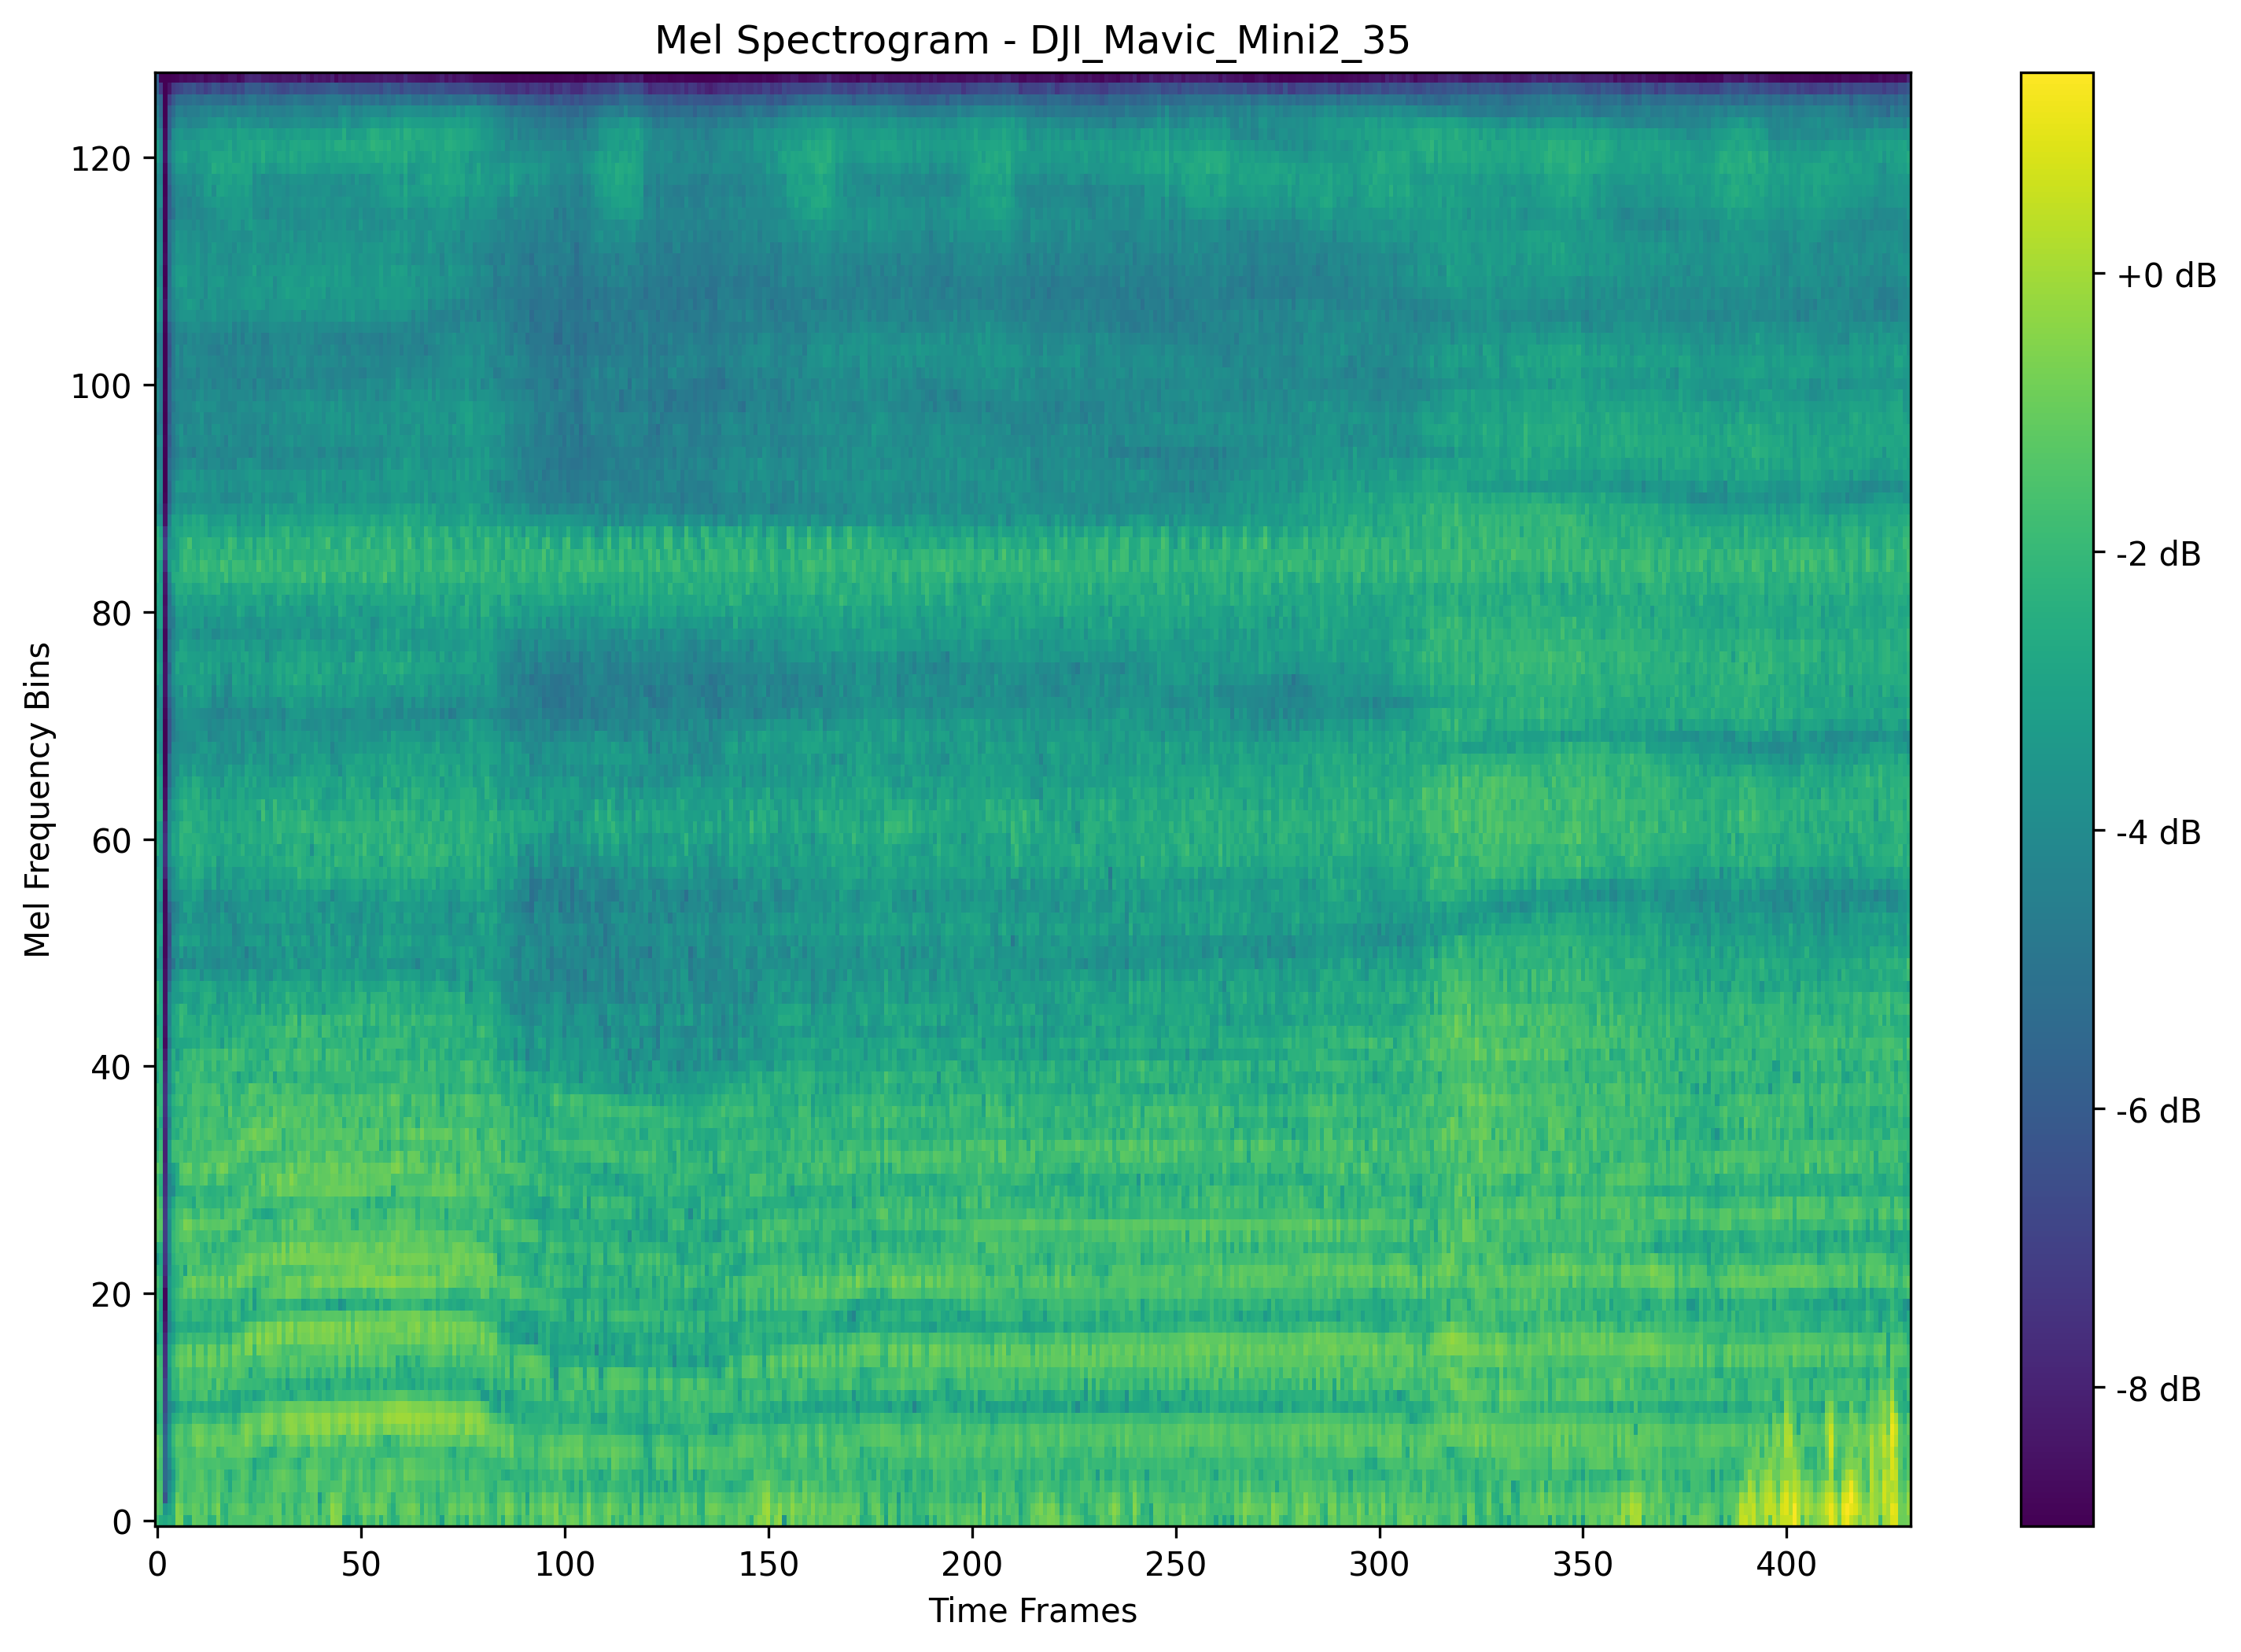 Mel Spectrogram - DJI_Mavic_Mini2_35
Mel Frequency Bins
120
100
80
60
40
20
0
0 50 100 150 200 250 300 350 400
Time Frames
+0 dB
-2 dB
-4 dB
-6 dB
-8 dB